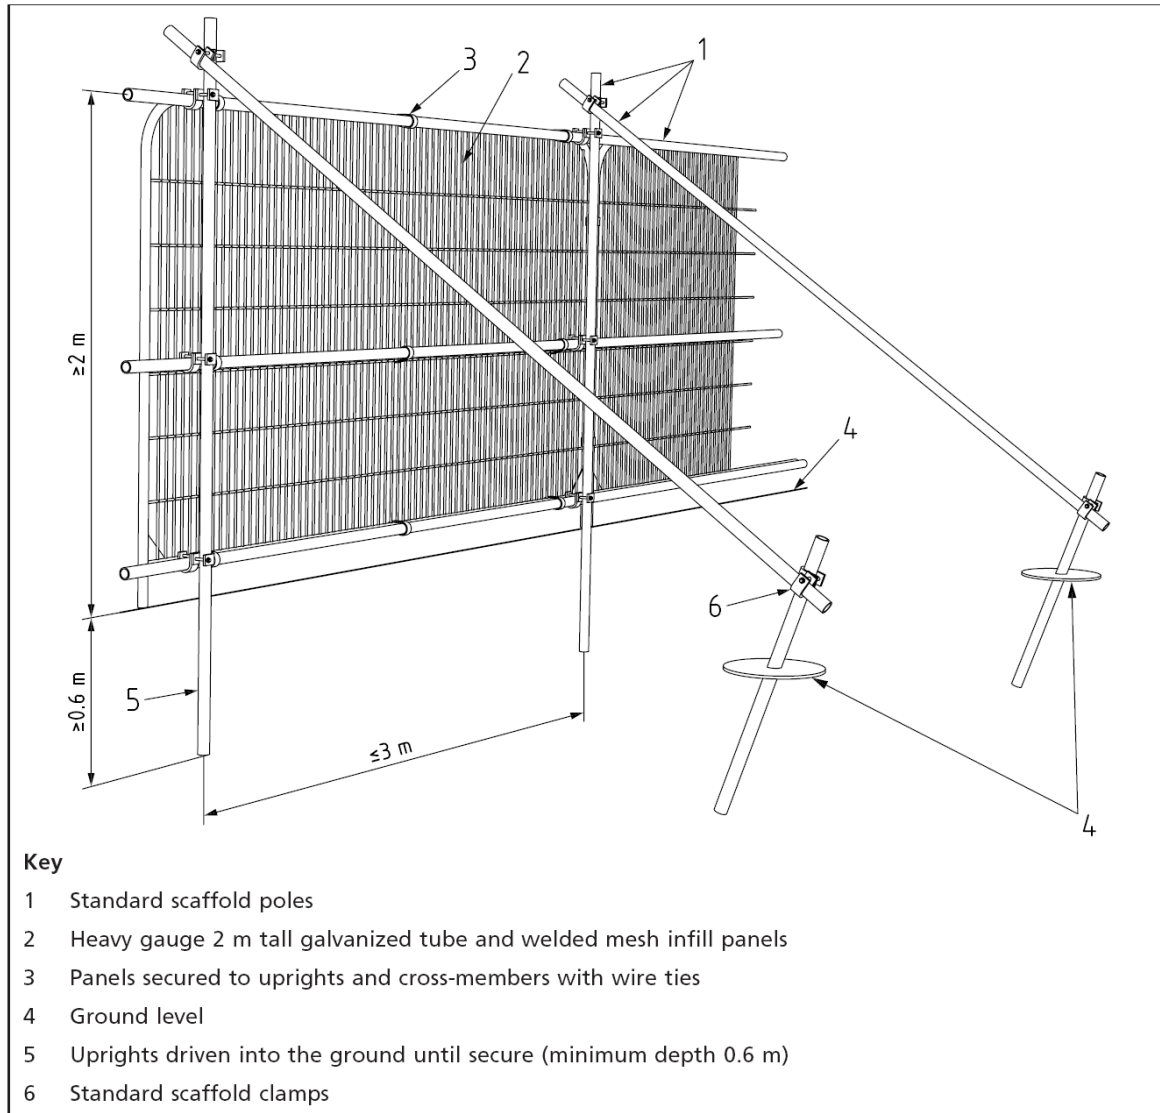 3
2
1
≥2 m
4
6
5
≥0.6 m
≤3 m
4
Key
1 Standard scaffold poles
2 Heavy gauge 2 m tall galvanized tube and welded mesh infill panels
3 Panels secured to uprights and cross-members with wire ties
4 Ground level
5 Uprights driven into the ground until secure (minimum depth 0.6 m)
6 Standard scaffold clamps